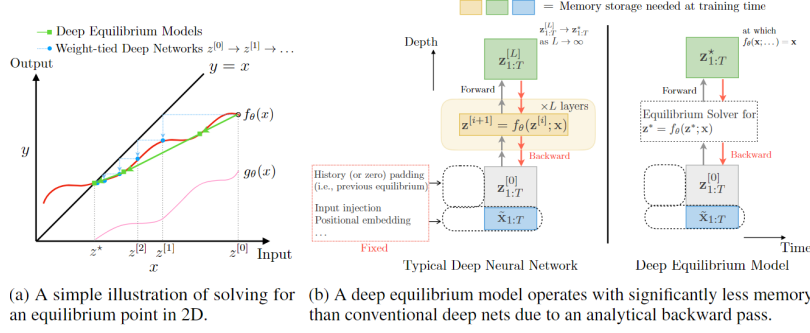 Deep Equilibrium Models
Weight-tied Deep Networks z^[0] → z^[1] → ...
Output
y = x
y
f_θ(x)
g_θ(x)
z* z^[2] z^[1] z^[0] Input
x
(a) A simple illustration of solving for
an equilibrium point in 2D.
= Memory storage needed at training time
Depth
z^[L]_1:T
z^[L]_1:T → z*_1:T
as L → ∞
Forward
×L layers
z^[i+1] = f_θ(z^[i]; x)
Backward
History (or zero) padding
(i.e., previous equilibrium)
Input injection
Positional embedding
...
Fixed
z^[0]_1:T
x̃_1:T
Typical Deep Neural Network
z*_1:T
at which
f_θ(x; ...) = x
Forward
Equilibrium Solver for
z* = f_θ(z*; x)
Backward
z^[0]_1:T
x̃_1:T
Time
Deep Equilibrium Model
(b) A deep equilibrium model operates with significantly less memory
than conventional deep nets due to an analytical backward pass.